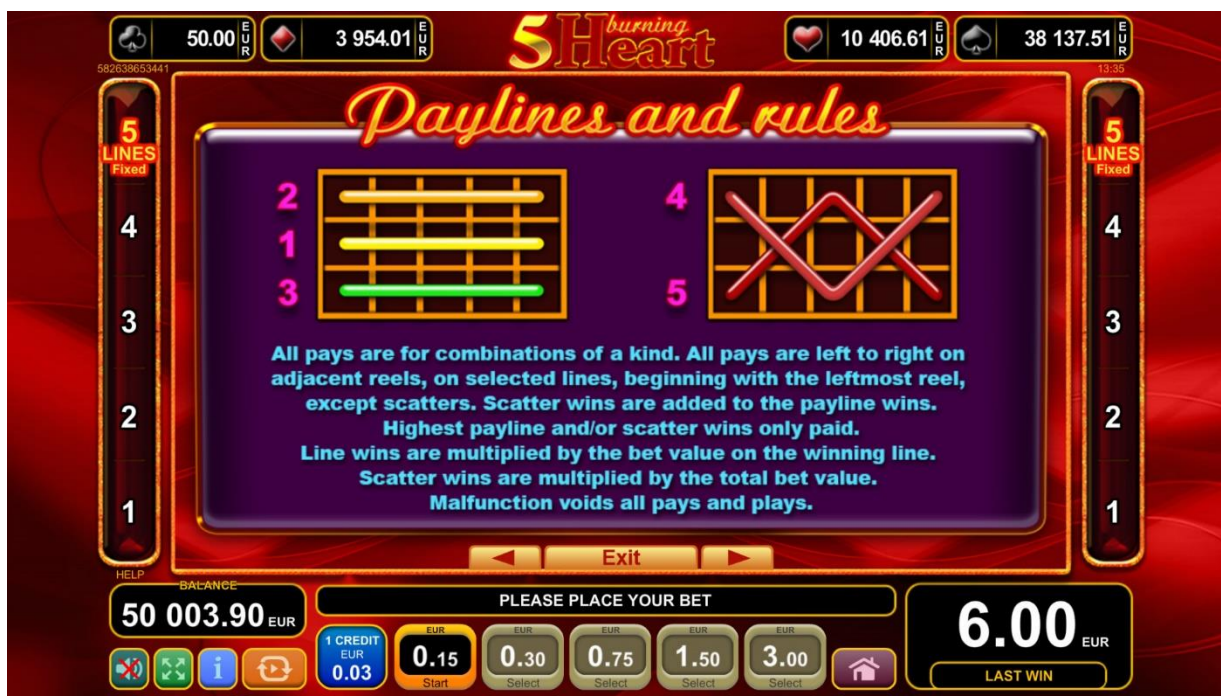 50.00 EUR
3 954.01 EUR
5 burning Heart
10 406.61 EUR
38 137.51 EUR
582638653441
13:35
Paylines and rules
5
LINES
Fixed
4
3
2
1
2
1
3
4
5
5
LINES
Fixed
4
3
2
1
All pays are for combinations of a kind. All pays are left to right on
adjacent reels, on selected lines, beginning with the leftmost reel,
except scatters. Scatter wins are added to the payline wins.
Highest payline and/or scatter wins only paid.
Line wins are multiplied by the bet value on the winning line.
Scatter wins are multiplied by the total bet value.
Malfunction voids all pays and plays.
Exit
HELP
BALANCE
50 003.90 EUR
PLEASE PLACE YOUR BET
6.00 EUR
LAST WIN
i
1 CREDIT
EUR
0.03
EUR
0.15
Start
EUR
0.30
Select
EUR
0.75
Select
EUR
1.50
Select
EUR
3.00
Select